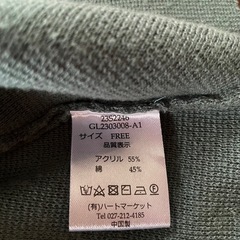 2352246
GL2303008-A1
サイズ FREE
品質表示
アクリル 55%
綿 45%
(有)ハートマーケット
Tel 027-212-4185
中国製